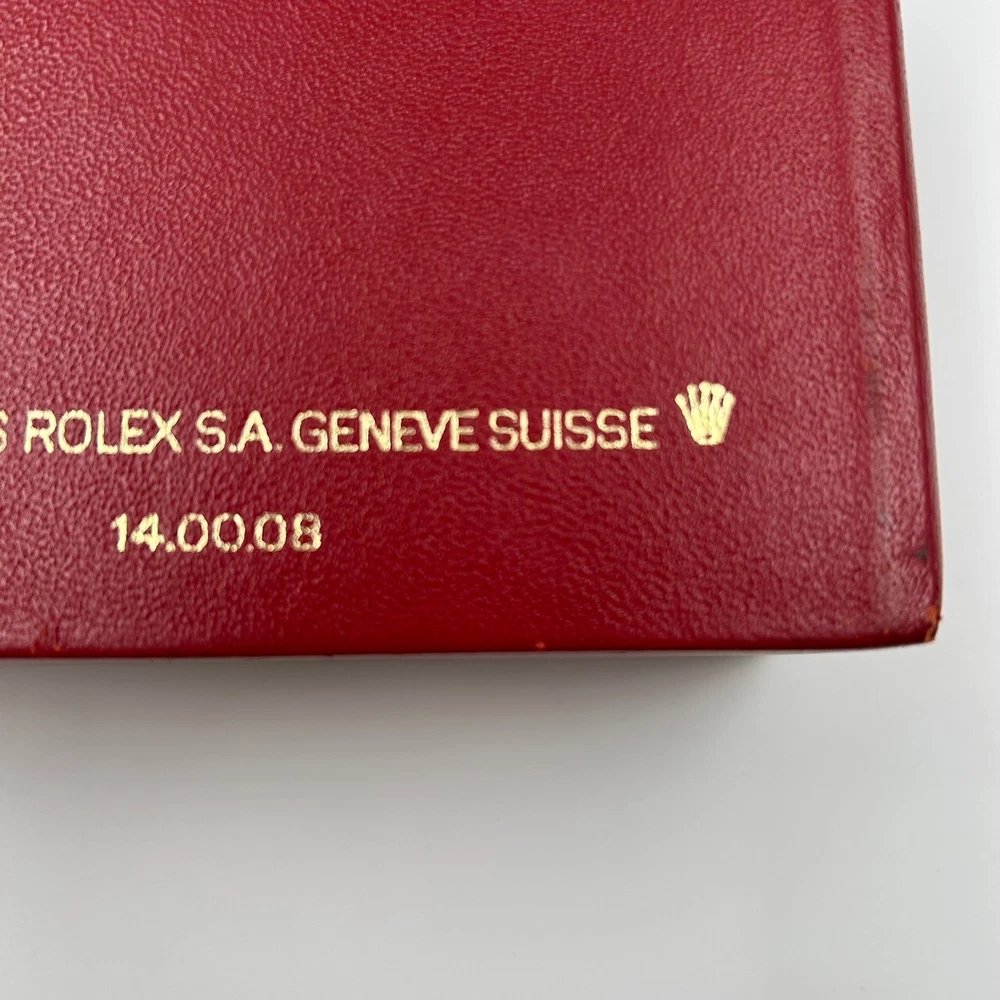 S ROLEX S.A. GENEVE SUISSE
14.00.08